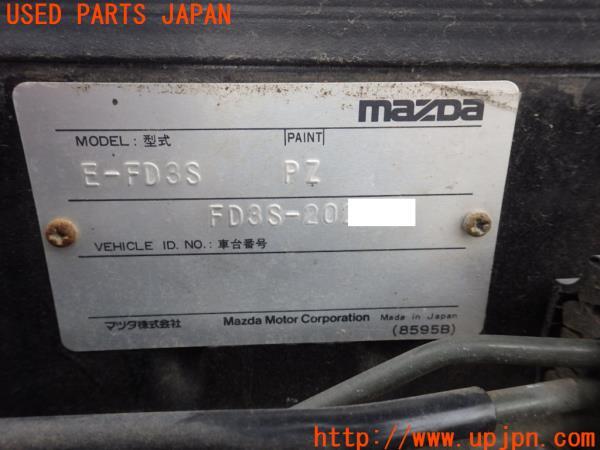 USED PARTS JAPAN
mazda
MODEL : 型式 PAINT
E-FD3S PZ
FD3S-20
VEHICLE ID. NO. : 車台番号
マツダ株式会社 Mazda Motor Corporation Made in Japan
(8595B)
http://www.upjpn.com/